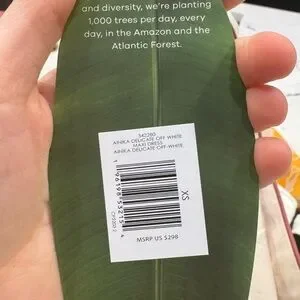 and diversity, we're planting
1,000 trees per day, every
day, in the Amazon and the
Atlantic Forest.
342260
AINIKA DELICATE OFF-WHITE
MAXI DRESS
AINIKA DELICATE OFF-WHITE
XS
MSRP US $298